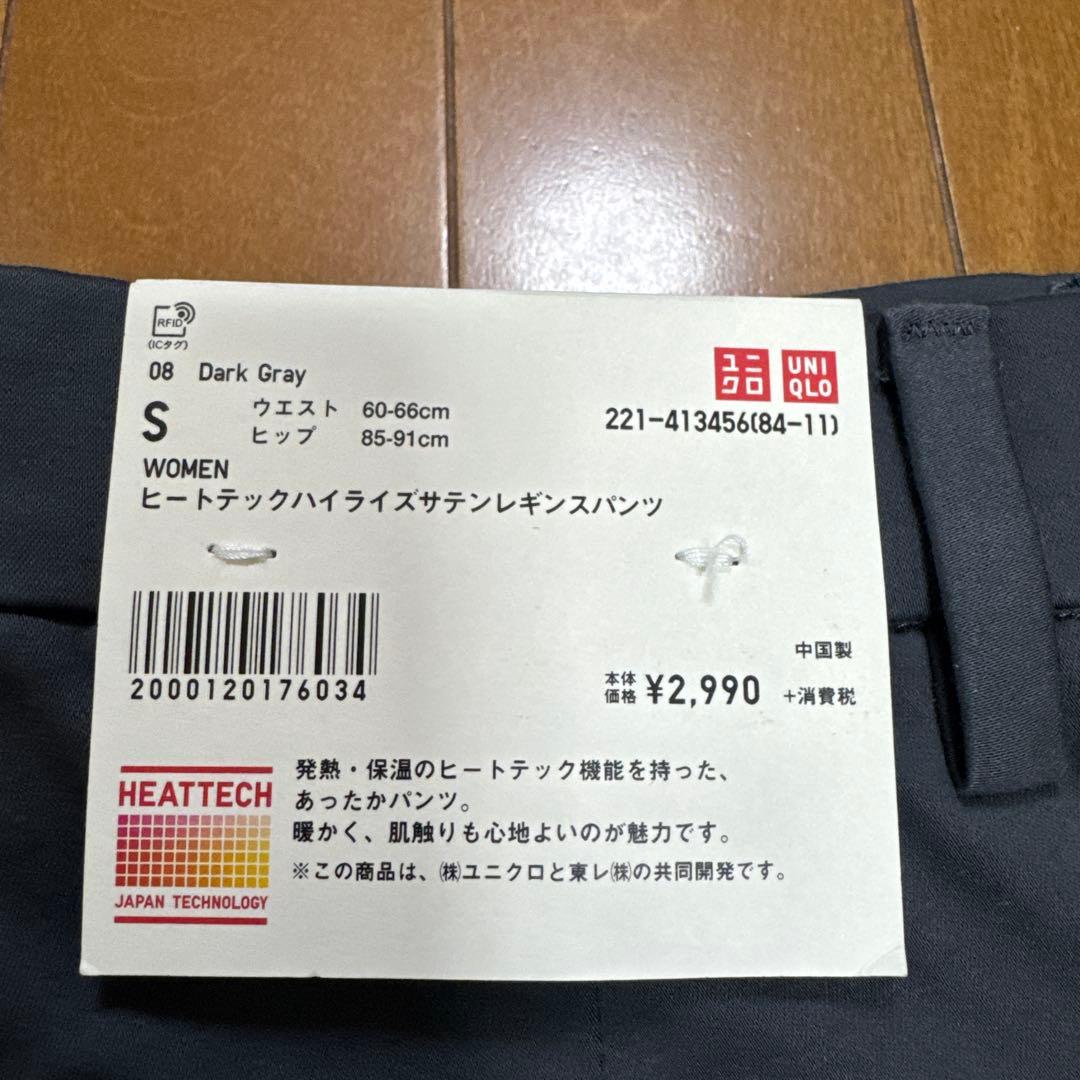 RFID
(ICタグ)
08 Dark Gray
S
ウエスト 60-66cm
ヒップ 85-91cm
ユニクロ
UNIQLO
221-413456(84-11)
WOMEN
ヒートテックハイライズサテンレギンスパンツ
2000120176034
中国製
本体価格 ¥2,990 +消費税
HEATTECH
JAPAN TECHNOLOGY
発熱・保温のヒートテック機能を持った、
あったかパンツ。
暖かく、肌触りも心地よいのが魅力です。
※この商品は、㈱ユニクロと東レ㈱の共同開発です。